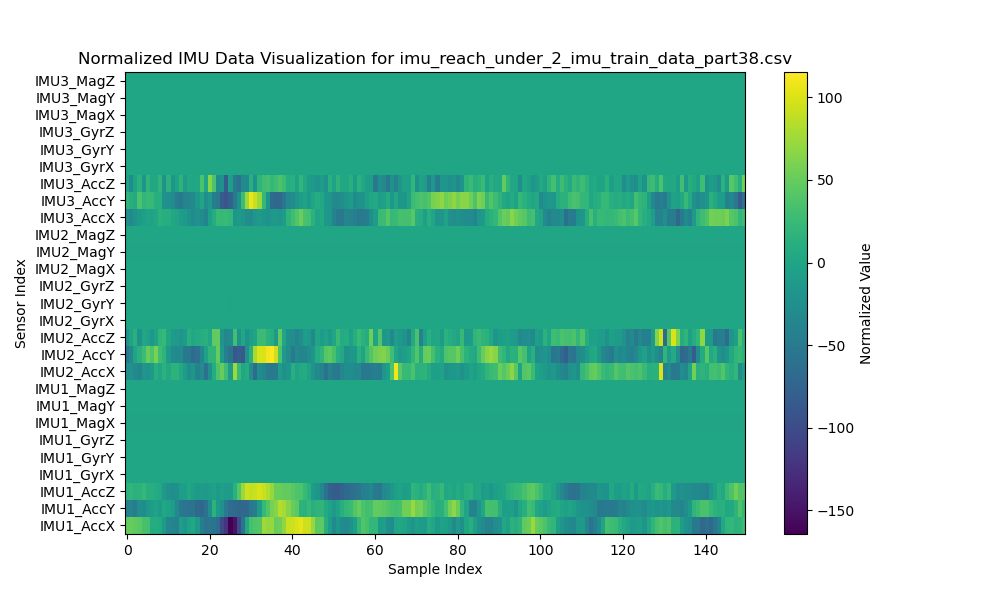 Normalized IMU Data Visualization for imu_reach_under_2_imu_train_data_part38.csv
IMU3_MagZ
IMU3_MagY
IMU3_MagX
IMU3_GyrZ
IMU3_GyrY
IMU3_GyrX
IMU3_AccZ
IMU3_AccY
IMU3_AccX
IMU2_MagZ
IMU2_MagY
IMU2_MagX
IMU2_GyrZ
IMU2_GyrY
IMU2_GyrX
IMU2_AccZ
IMU2_AccY
IMU2_AccX
IMU1_MagZ
IMU1_MagY
IMU1_MagX
IMU1_GyrZ
IMU1_GyrY
IMU1_GyrX
IMU1_AccZ
IMU1_AccY
IMU1_AccX
Sensor Index
0 20 40 60 80 100 120 140
Sample Index
100
50
0
−50
−100
−150
Normalized Value